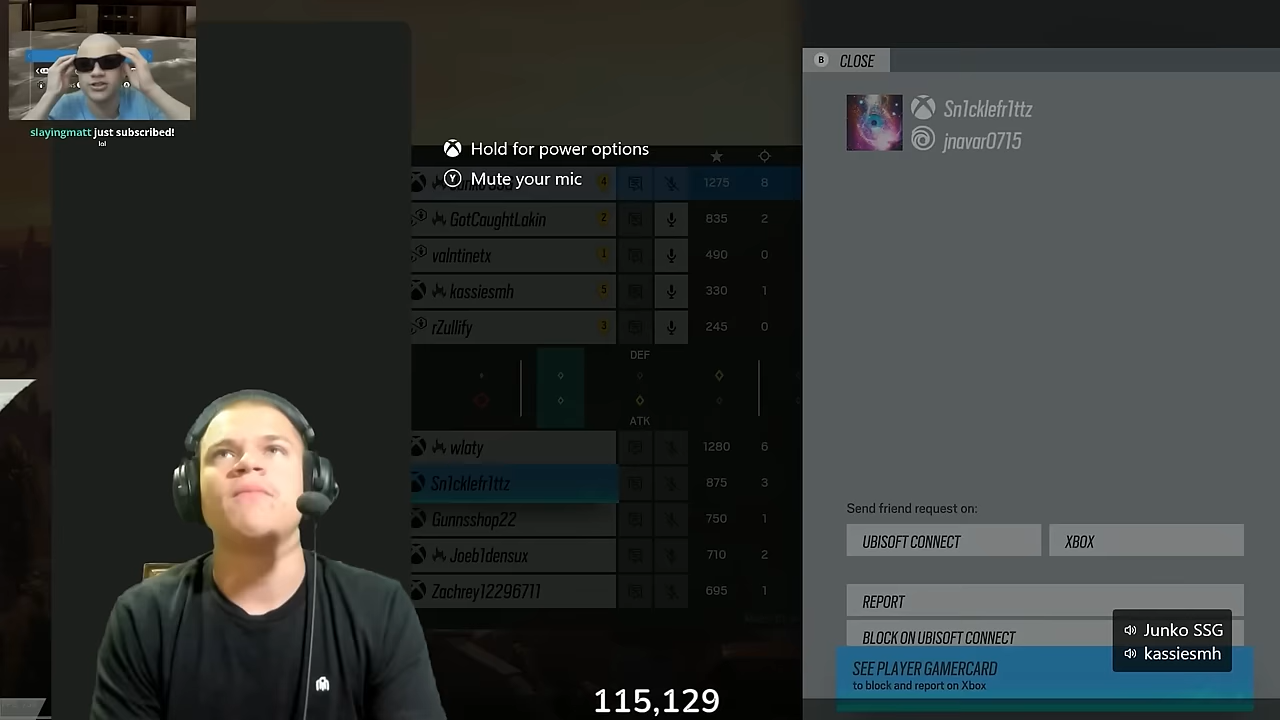 slayingmatt just subscribed!
lol
Hold for power options
Y Mute your mic
4 1275 8
GotCaughtLakin 2 835 2
valntinetx 1 490 0
kassiesmh 5 330 1
rZullify 3 245 0
DEF
ATK
wlaty 1280 6
Sn1cklefr1ttz 875 3
Gunnsshop22 750 1
Joeb1densux 710 2
Zachrey12296711 695 1
115,129
B CLOSE
Sn1cklefr1ttz
jnavar0715
Send friend request on:
UBISOFT CONNECT XBOX
REPORT
BLOCK ON UBISOFT CONNECT
SEE PLAYER GAMERCARD
to block and report on Xbox
Junko SSG
kassiesmh